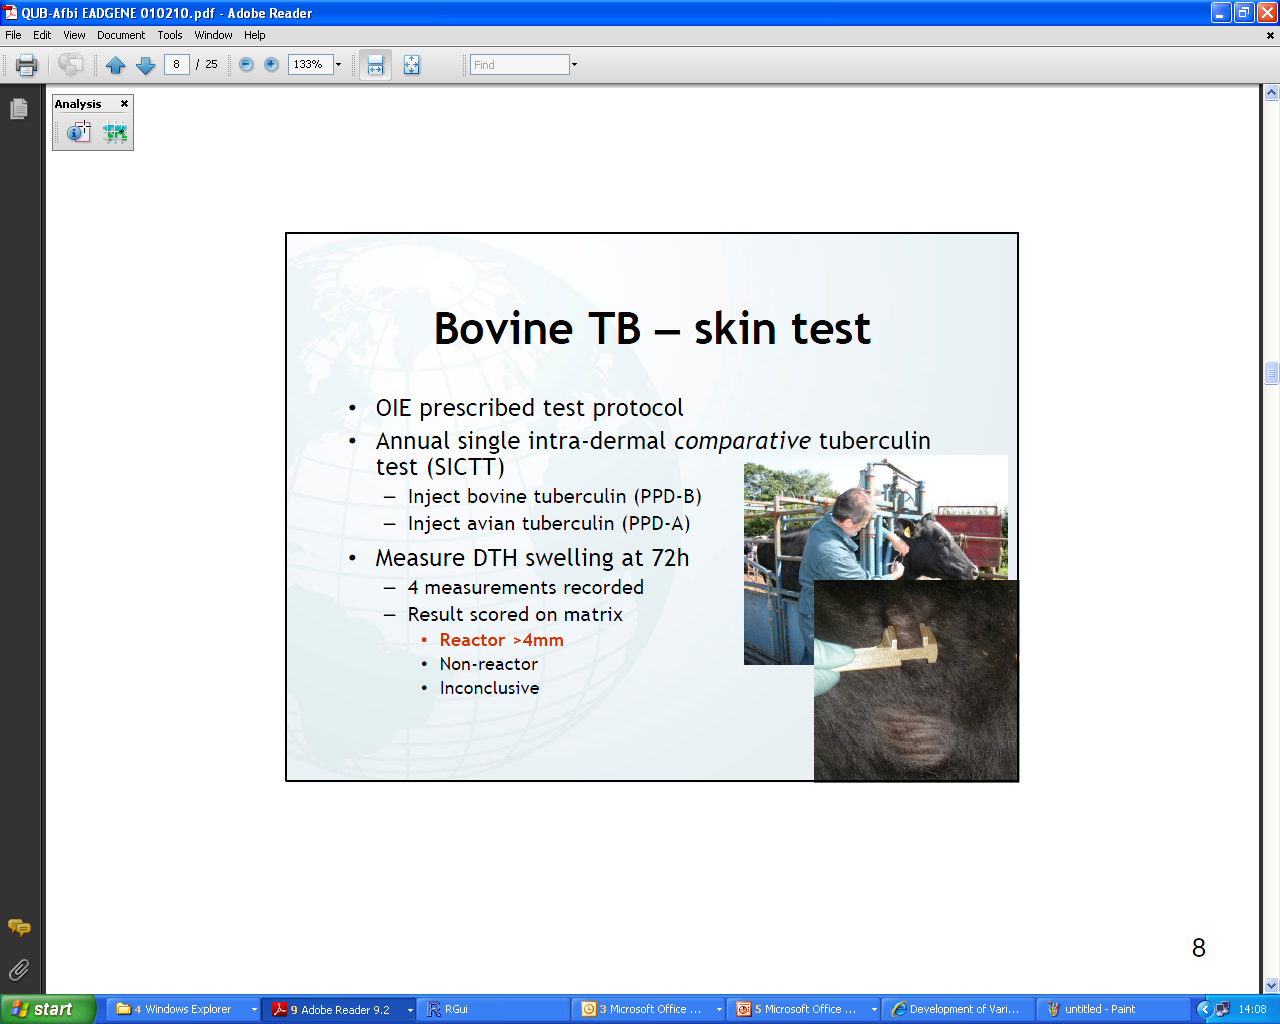 QUB-Afbi EADGENE 010210.pdf - Adobe Reader
File Edit View Document Tools Window Help
8 / 25 133% Find
Analysis
Bovine TB – skin test
• OIE prescribed test protocol
• Annual single intra-dermal comparative tuberculin
test (SICTT)
– Inject bovine tuberculin (PPD-B)
– Inject avian tuberculin (PPD-A)
• Measure DTH swelling at 72h
– 4 measurements recorded
– Result scored on matrix
• Reactor >4mm
• Non-reactor
• Inconclusive
8
start 4 Windows Explorer 9 Adobe Reader 9.2 RGui 3 Microsoft Office ... 5 Microsoft Office ... Development of Vari... untitled - Paint 14:08